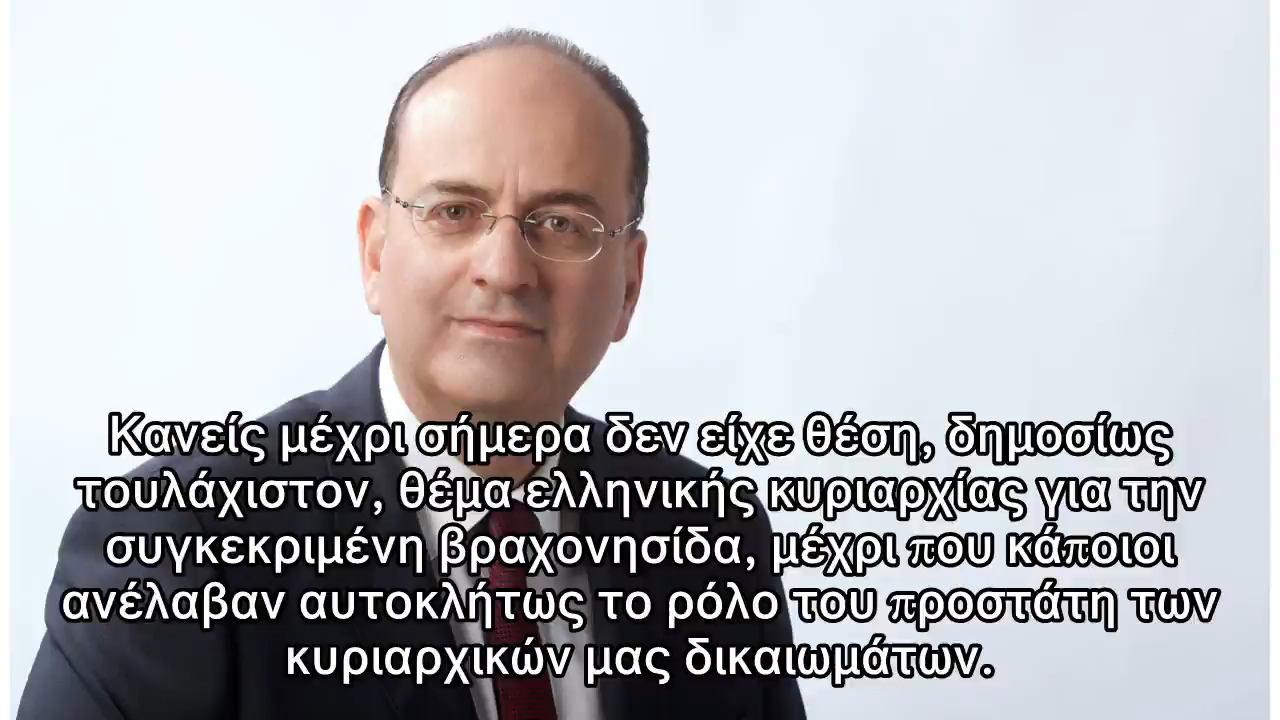 Κανείς μέχρι σήμερα δεν είχε θέση, δημοσίως
τουλάχιστον, θέμα ελληνικής κυριαρχίας για την
συγκεκριμένη βραχονησίδα, μέχρι που κάποιοι
ανέλαβαν αυτοκλήτως το ρόλο του προστάτη των
κυριαρχικών μας δικαιωμάτων.